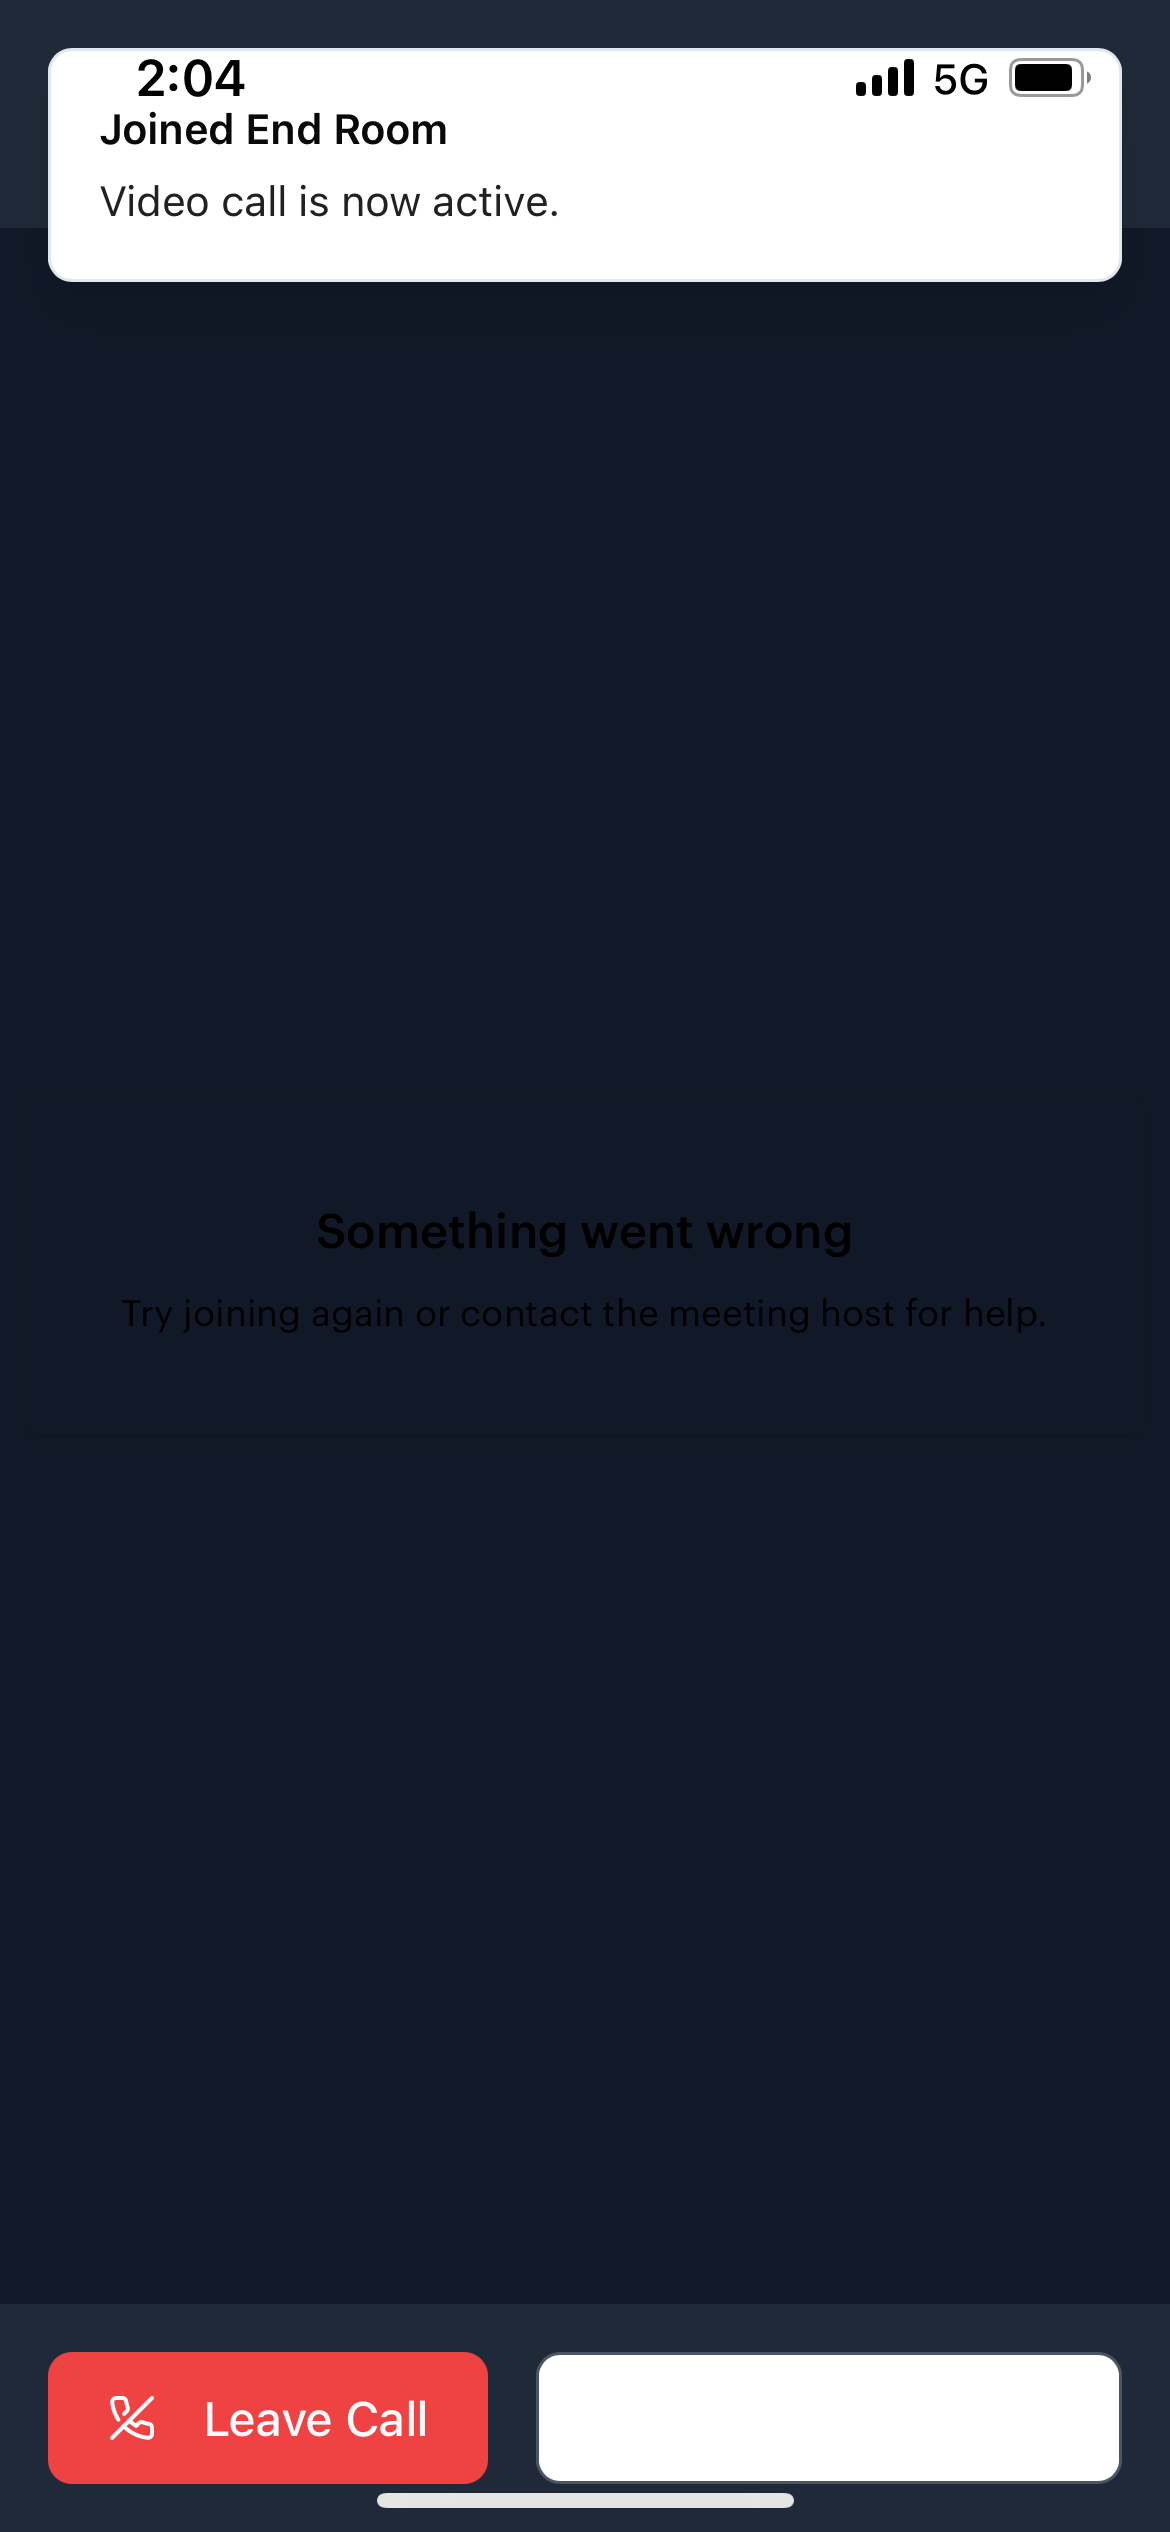 2:04
5G
Joined End Room
Video call is now active.
Something went wrong
Try joining again or contact the meeting host for help.
Leave Call